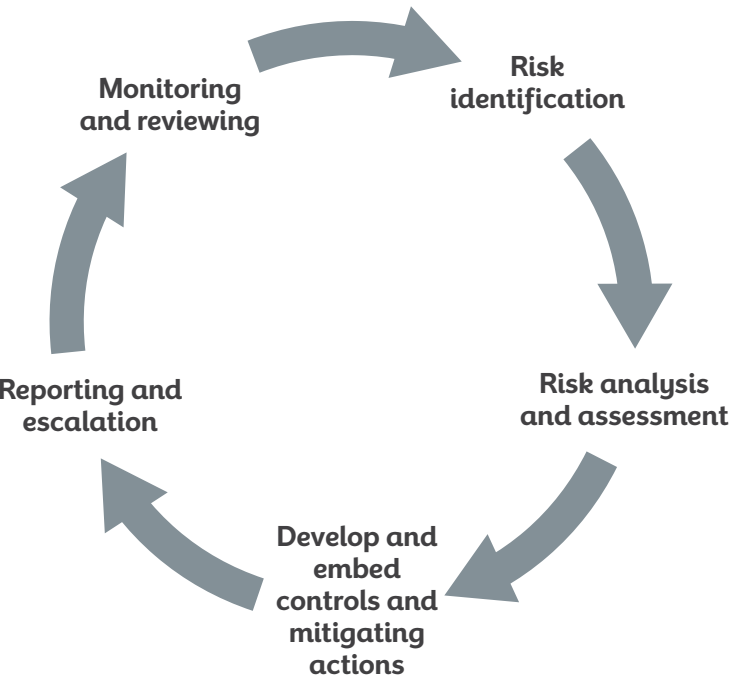 Monitoring
and reviewing
Risk
identification
Risk analysis
and assessment
Develop and
embed
controls and
mitigating
actions
Reporting and
escalation